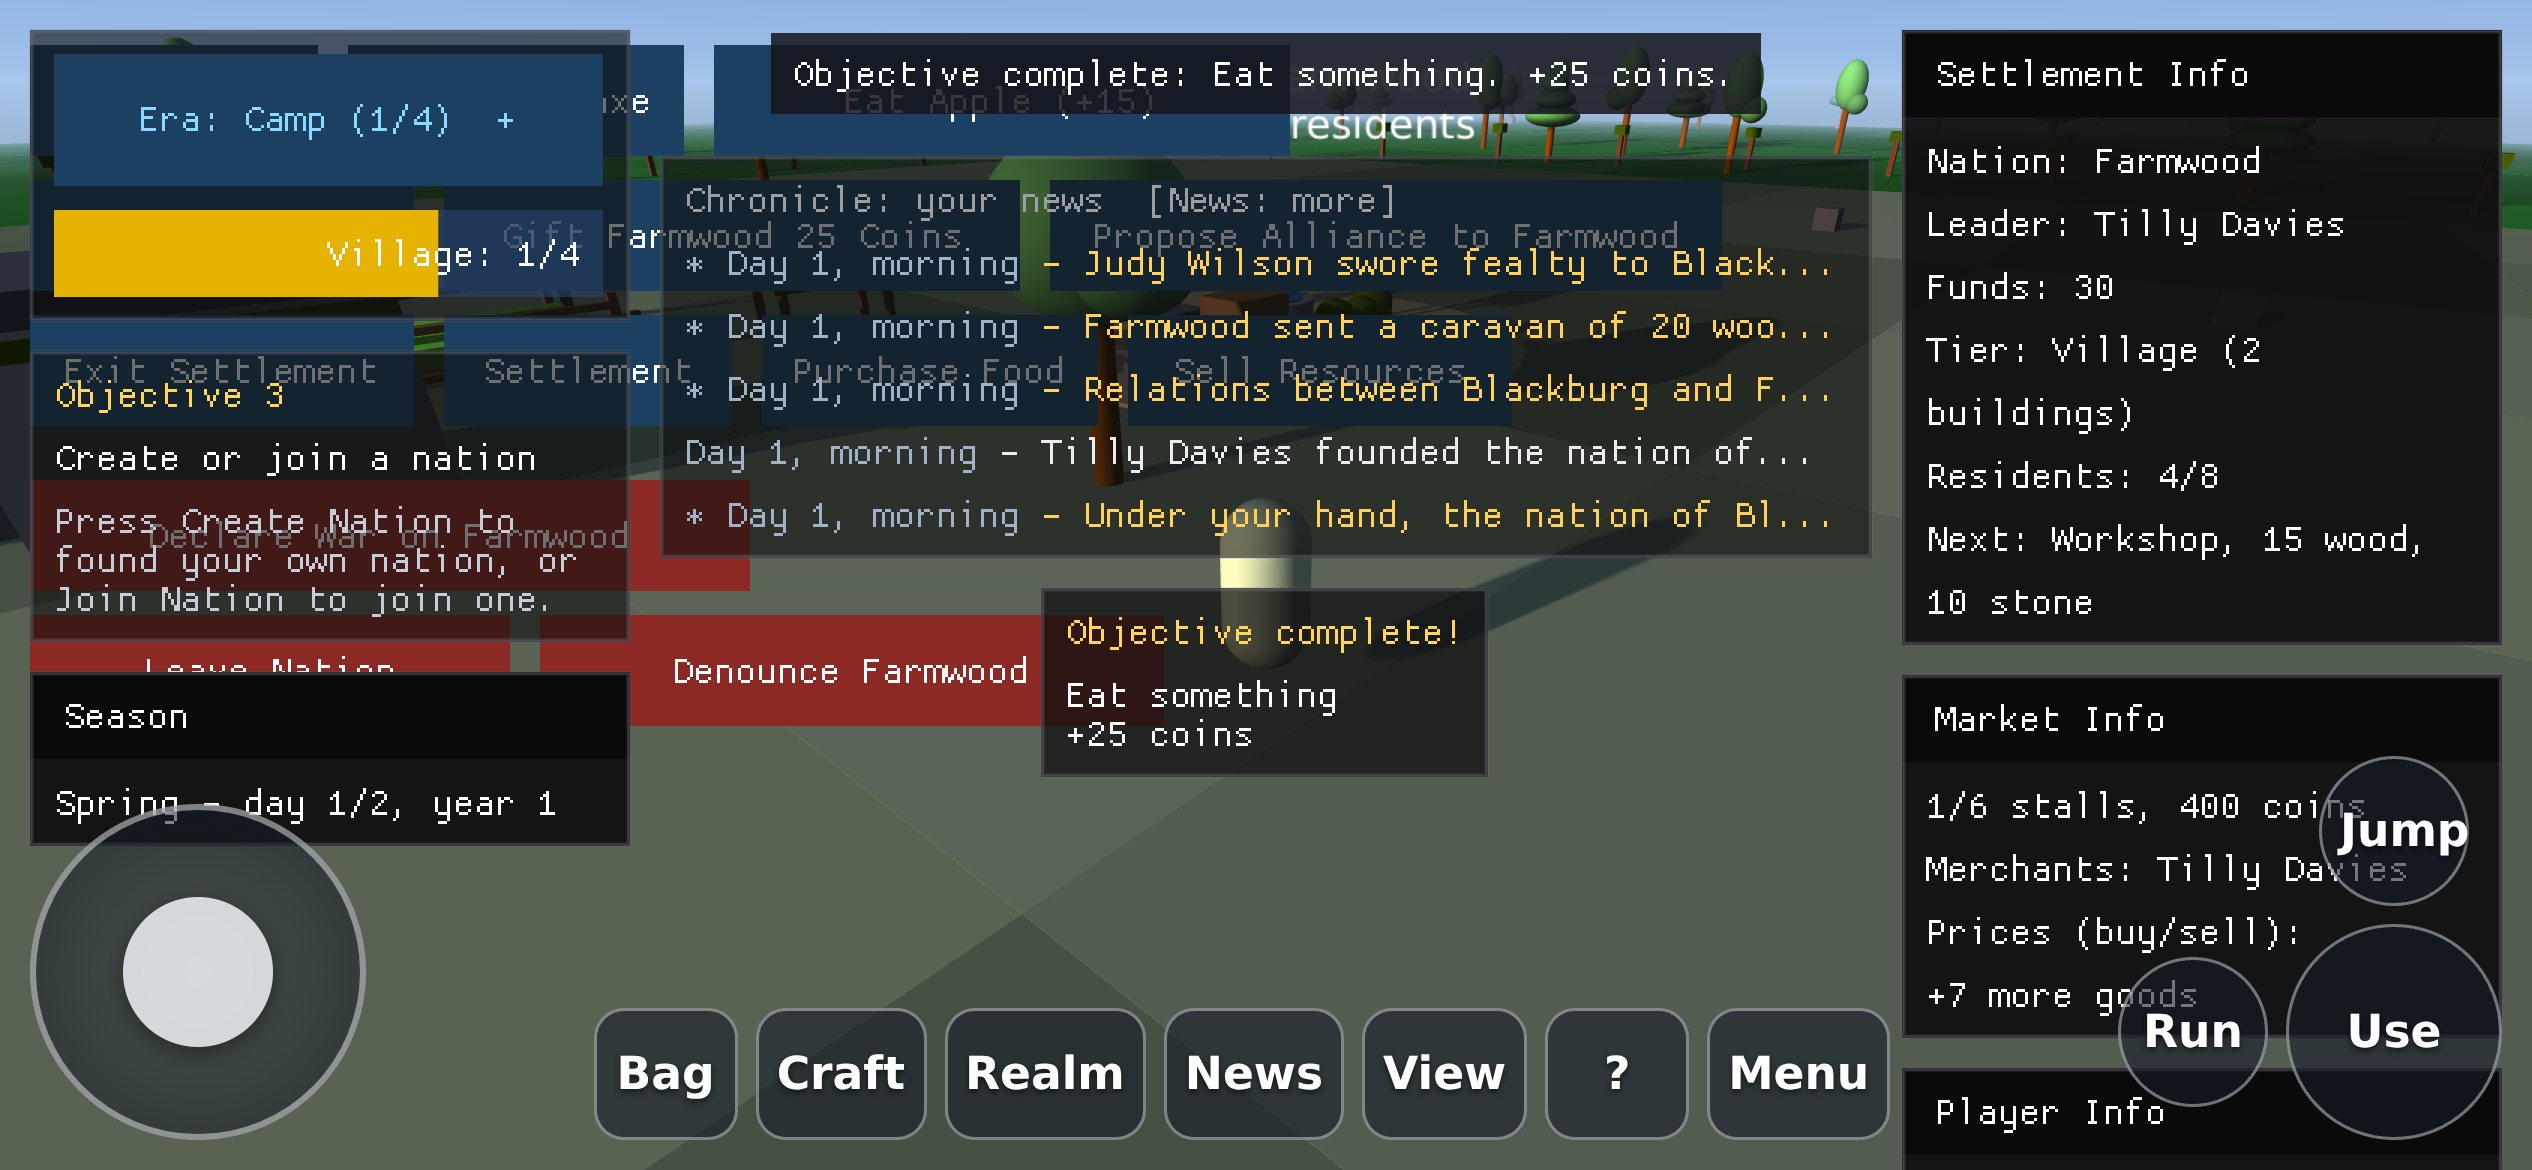 Objective complete: Eat something. +25 coins.
Eat Apple (+15)
residents
Era: Camp (1/4) +
Village: 1/4
Gift Farmwood 25 Coins
Propose Alliance to Farmwood
Exit Settlement
Settlement
Purchase Food
Sell Resources
Declare War on Farmwood
Leave Nation
Denounce Farmwood
Chronicle: your news [News: more]
* Day 1, morning - Judy Wilson swore fealty to Black...
* Day 1, morning - Farmwood sent a caravan of 20 woo...
* Day 1, morning - Relations between Blackburg and F...
Day 1, morning - Tilly Davies founded the nation of...
* Day 1, morning - Under your hand, the nation of Bl...
Objective 3
Create or join a nation
Press Create Nation to
found your own nation, or
Join Nation to join one.
Season
Spring - day 1/2, year 1
Objective complete!
Eat something
+25 coins
Settlement Info
Nation: Farmwood
Leader: Tilly Davies
Funds: 30
Tier: Village (2
buildings)
Residents: 4/8
Next: Workshop, 15 wood,
10 stone
Market Info
1/6 stalls, 400 coins
Merchants: Tilly Davies
Prices (buy/sell):
+7 more goods
Player Info
Jump
Run
Use
Bag
Craft
Realm
News
View
?
Menu